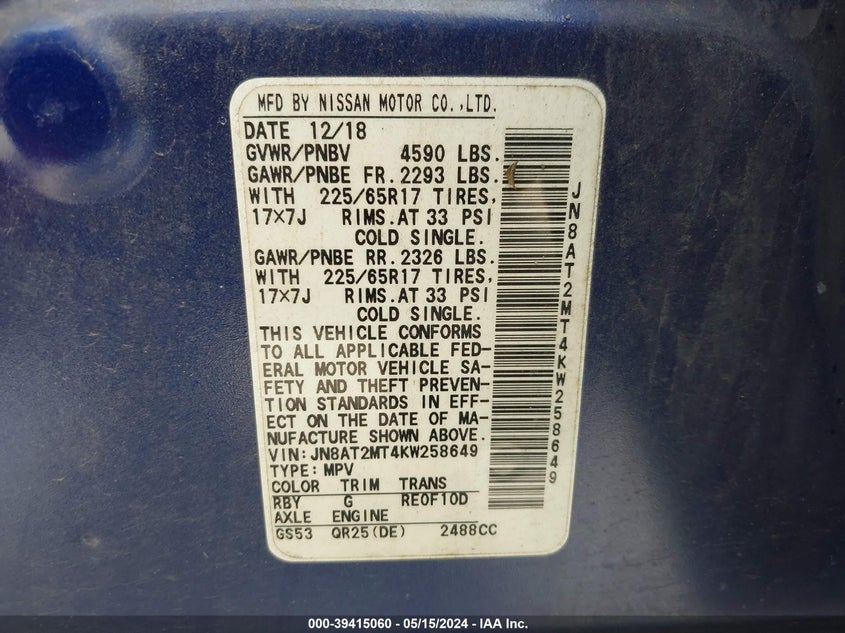 MFD BY NISSAN MOTOR CO.,LTD.
DATE 12/18
GVWR/PNBV 4590 LBS.
GAWR/PNBE FR. 2293 LBS.
WITH 225/65R17 TIRES,
17×7J RIMS.AT 33 PSI
COLD SINGLE.
GAWR/PNBE RR. 2326 LBS.
WITH 225/65R17 TIRES,
17×7J RIMS.AT 33 PSI
COLD SINGLE.
THIS VEHICLE CONFORMS
TO ALL APPLICABLE FED-
ERAL MOTOR VEHICLE SA-
FETY AND THEFT PREVEN-
TION STANDARDS IN EFF-
ECT ON THE DATE OF MA-
NUFACTURE SHOWN ABOVE.
VIN:JN8AT2MT4KW258649
TYPE:MPV
COLOR TRIM TRANS
RBY G RE0F10D
AXLE ENGINE
GS53 QR25(DE) 2488CC
JN8AT2MT4KW258649
000-39415060 - 05/15/2024 - IAA Inc.